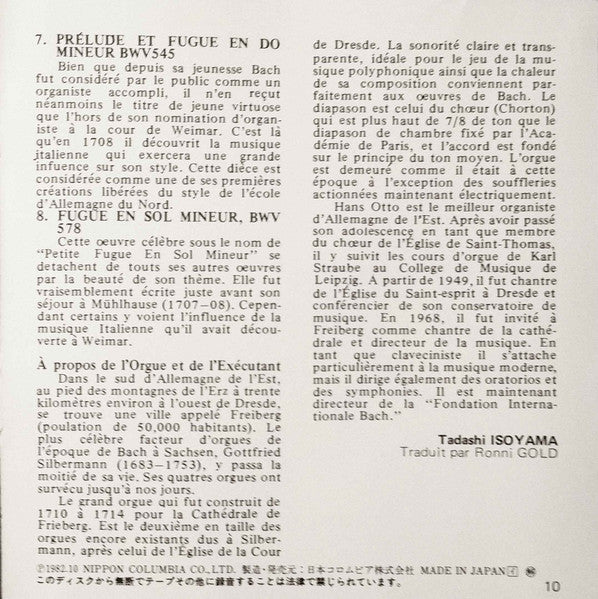 7. PRÉLUDE ET FUGUE EN DO
MINEUR BWV545
Bien que depuis sa jeunesse Bach
fut considéré par le public comme un
organiste accompli, il n'en reçut
néanmoins le titre de jeune virtuose
que l'hors de son nomination d'organ-
iste à la cour de Weimar. C'est là
qu'en 1708 il découvrit la musique
italienne qui exercera une grande
infuence sur son style. Cette dièce est
considérée comme une de ses premières
créations libérées du style de l'école
d'Allemagne du Nord.
8. FUGUE EN SOL MINEUR, BWV
578
Cette oeuvre célèbre sous le nom de
"Petite Fugue En Sol Mineur" se
detachent de touts ses autres oeuvres
par la beauté de son thème. Elle fut
vraisemblement écrite juste avant son
séjour à Mühlhause (1707-08). Cepen-
dant certains y voient l'influence de la
musique Italienne qu'il avait décou-
verte à Weimar.
À propos de l'Orgue et de l'Exécutant
Dans le sud d'Allemagne de l'Est,
au pied des montagnes de l'Erz à trente
kilomètres environ à l'ouest de Dresde,
se trouve une ville appelé Freiberg
(poulation de 50,000 habitants). Le
plus célèbre facteur d'orgues de
l'époque de Bach à Sachsen, Gottfried
Silbermann (1683-1753), y passa la
moitié de sa vie. Ses quatres orgues ont
survécu jusqu'à nos jours.
Le grand orgue qui fut construit de
1710 à 1714 pour la Cathédrale de
Frieberg. Est le deuxième en taille des
orgues encore existants dus à Silber-
mann, après celui de l'Église de la Cour
de Dresde. La sonorité claire et trans-
parente, idéale pour le jeu de la mu-
sique polyphonique ainsi que la chaleur
de sa composition conviennent par-
faitement aux œuvres de Bach. Le
diapason est celui du chœur (Chorton)
qui est plus haut de 7/8 de ton que le
diapason de chambre fixé par l'Aca-
démie de Paris, et l'accord est fondé
sur le principe du ton moyen. L'orgue
est demeuré comme il était à cette
époque à l'exception des souffleries
actionnées maintenant électriquement.
Hans Otto est le meilleur organiste
d'Allemagne de l'Est. Après avoir passé
son adolescence en tant que membre
du chœur de l'Église de Saint-Thomas,
il y suivit les cours d'orgue de Karl
Straube au College de Musique de
Leipzig. A partir de 1949, il fut chantre
de l'Église du Saint-esprit à Dresde et
conférencier de son conservatoire de
musique. En 1968, il fut invité à
Freiberg comme chantre de la cathé-
drale et directeur de la musique. En
tant que claveciniste il s'attache
particulièrement à la musique moderne,
mais il dirige également des oratorios et
des symphonies. Il est maintenant
directeur de la "Fondation Interna-
tionale Bach."
Tadashi ISOYAMA
Traduit par Ronni GOLD
Ⓟ1982.10 NIPPON COLUMBIA CO., LTD. 製造・発売元：日本コロムビア株式会社 MADE IN JAPAN
このディスクから無断でテープその他に録音することは法律で禁じられています。
10